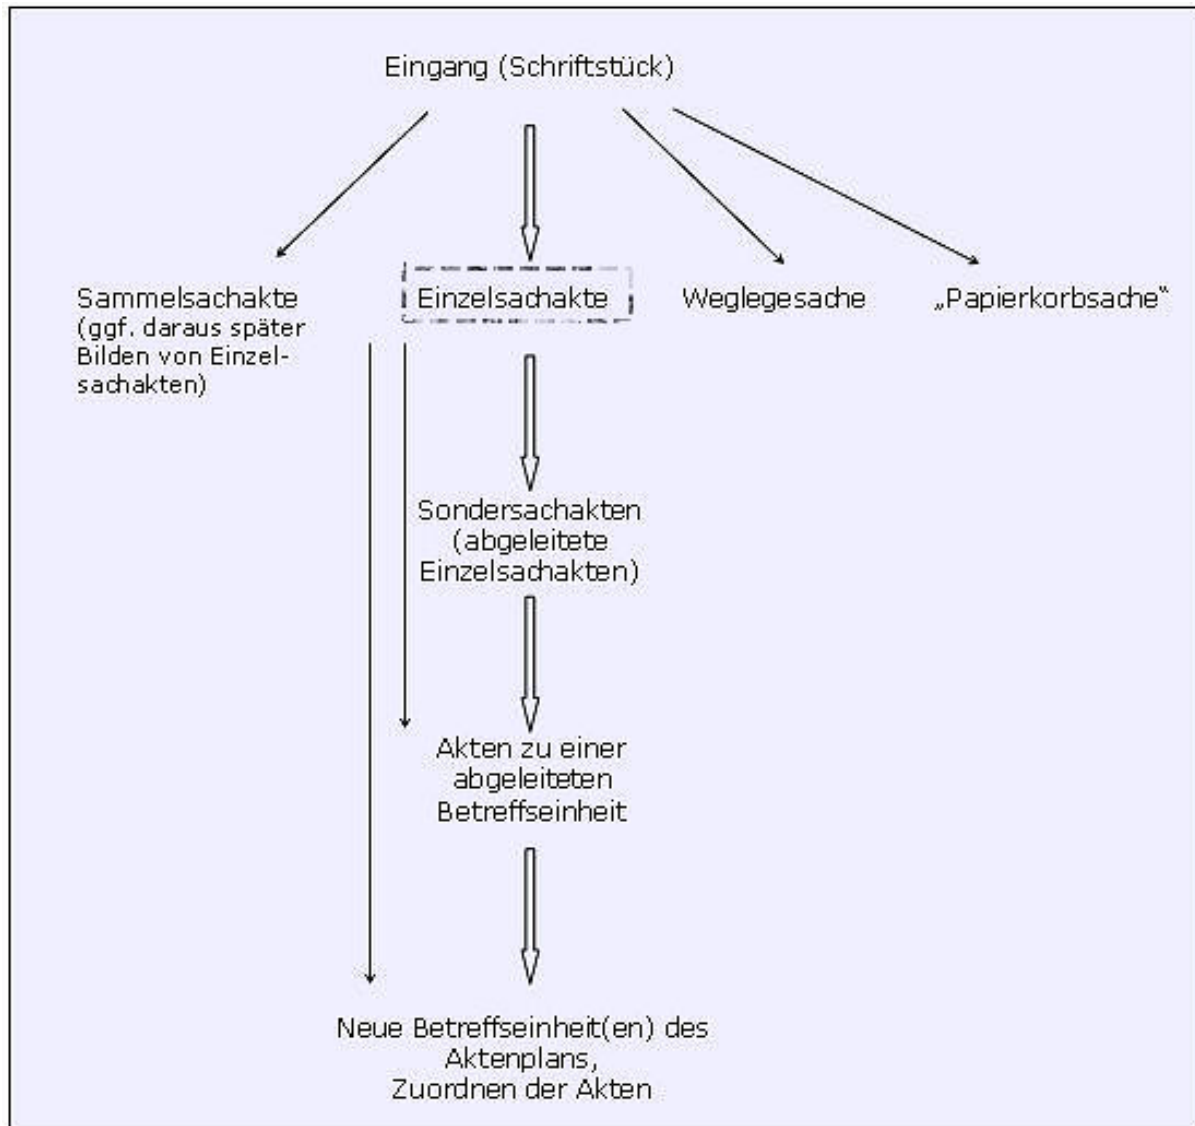 Eingang (Schriftstück)
Sammelsachakte
(ggf. daraus später
Bilden von Einzel-
sachakten)
Einzelsachakte
Weglegesache
„Papierkorbsache“
Sondersachakten
(abgeleitete
Einzelsachakten)
Akten zu einer
abgeleiteten
Betreffseinheit
Neue Betreffseinheit(en) des
Aktenplans,
Zuordnen der Akten